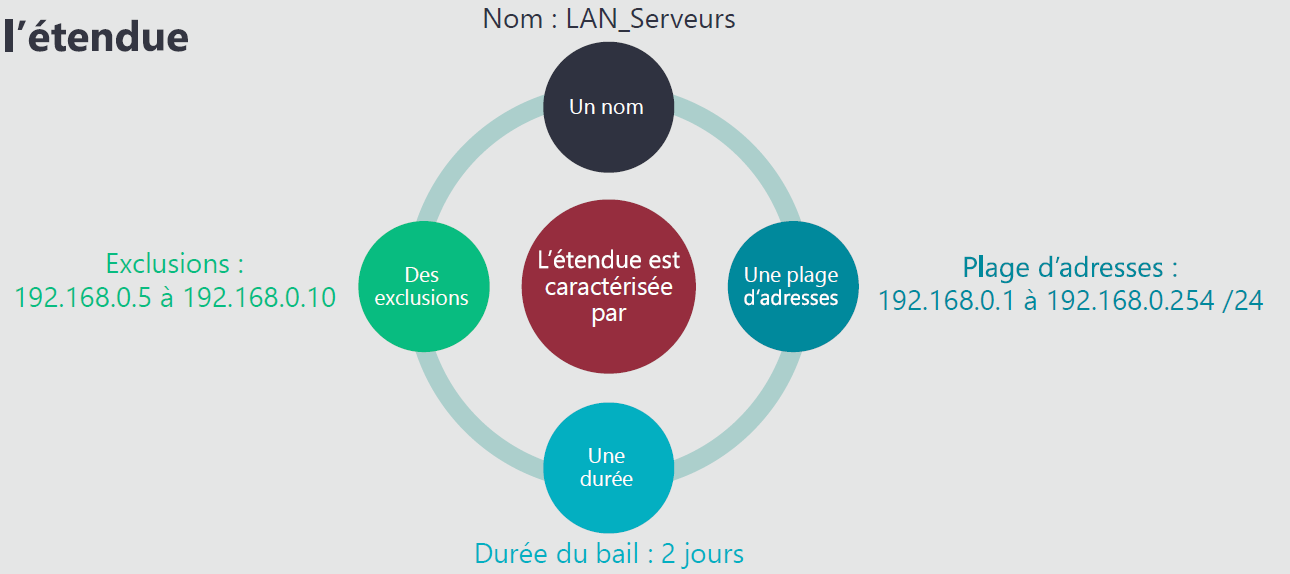 l’étendue
Nom : LAN_Serveurs
Un nom
Exclusions :
192.168.0.5 à 192.168.0.10
Des
exclusions
L’étendue est
caractérisée
par
Une plage
d’adresses
Plage d’adresses :
192.168.0.1 à 192.168.0.254 /24
Une
durée
Durée du bail : 2 jours